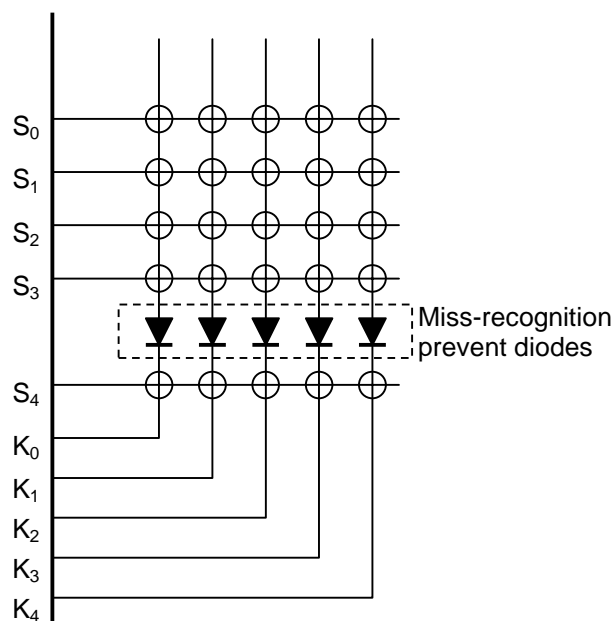 S₀
S₁
S₂
S₃
Miss-recognition
prevent diodes
S₄
K₀
K₁
K₂
K₃
K₄